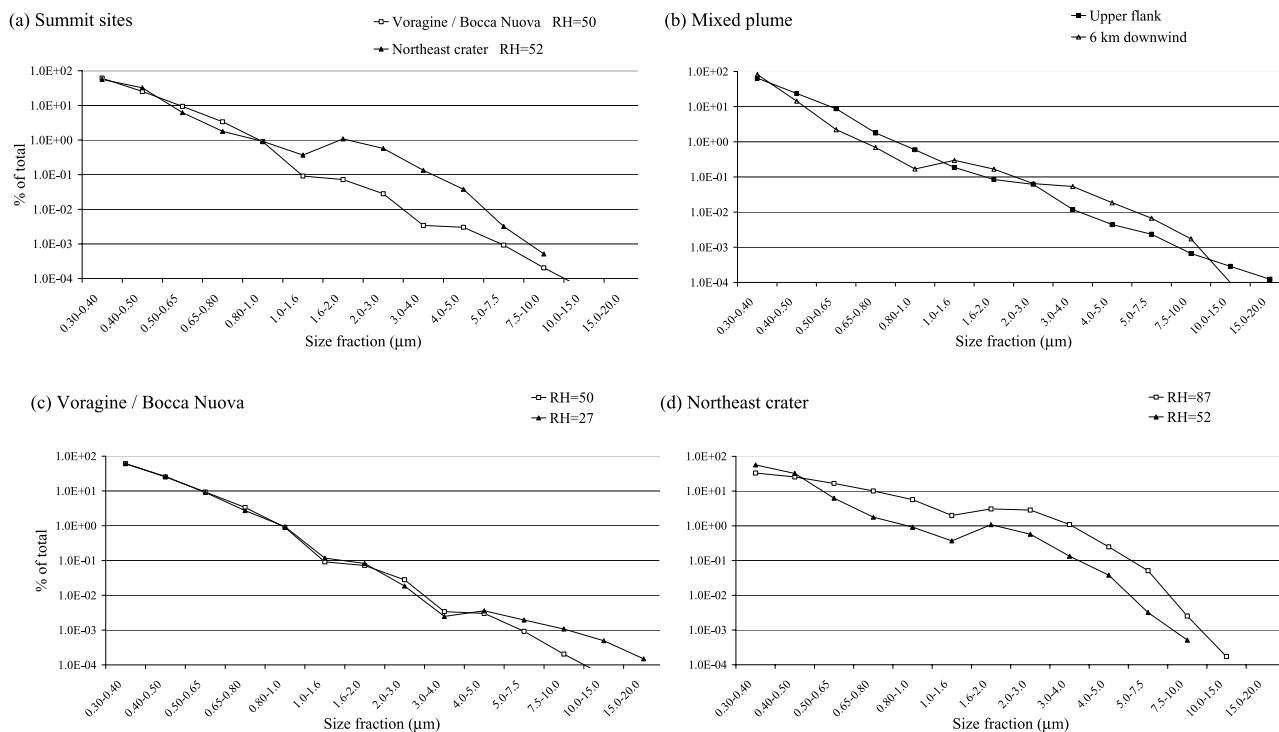 (a) Summit sites
Voragine / Bocca Nuova RH=50
Northeast crater RH=52
1.0E+02
1.0E+01
1.0E+00
1.0E−01
1.0E−02
1.0E−03
1.0E−04
% of total
0.30-0.40
0.40-0.50
0.50-0.65
0.65-0.80
0.80-1.0
1.0-1.6
1.6-2.0
2.0-3.0
3.0-4.0
4.0-5.0
5.0-7.5
7.5-10.0
10.0-15.0
15.0-20.0
Size fraction (µm)
(b) Mixed plume
Upper flank
6 km downwind
1.0E+02
1.0E+01
1.0E+00
1.0E−01
1.0E−02
1.0E−03
1.0E−04
0.30-0.40
0.40-0.50
0.50-0.65
0.65-0.80
0.80-1.0
1.0-1.6
1.6-2.0
2.0-3.0
3.0-4.0
4.0-5.0
5.0-7.5
7.5-10.0
10.0-15.0
15.0-20.0
Size fraction (µm)
(c) Voragine / Bocca Nuova
RH=50
RH=27
1.0E+02
1.0E+01
1.0E+00
1.0E−01
1.0E−02
1.0E−03
1.0E−04
% of total
0.30-0.40
0.40-0.50
0.50-0.65
0.65-0.80
0.80-1.0
1.0-1.6
1.6-2.0
2.0-3.0
3.0-4.0
4.0-5.0
5.0-7.5
7.5-10.0
10.0-15.0
15.0-20.0
Size fraction (µm)
(d) Northeast crater
RH=87
RH=52
1.0E+02
1.0E+01
1.0E+00
1.0E−01
1.0E−02
1.0E−03
1.0E−04
0.30-0.40
0.40-0.50
0.50-0.65
0.65-0.80
0.80-1.0
1.0-1.6
1.6-2.0
2.0-3.0
3.0-4.0
4.0-5.0
5.0-7.5
7.5-10.0
10.0-15.0
15.0-20.0
Size fraction (µm)